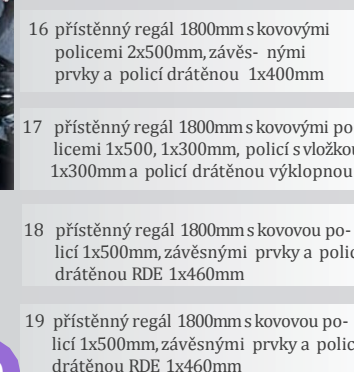 16 přístěnný regál 1800mm s kovovými
policemi 2x500mm, závěs- nými
prvky a policí drátěnou 1x400mm
17 přístěnný regál 1800mm s kovovými po-
licemi 1x500, 1x300mm, policí s vložkou
1x300mm a policí drátěnou výklopnou
18 přístěnný regál 1800mm s kovovou po-
licí 1x500mm, závěsnými prvky a polic
drátěnou RDE 1x460mm
19 přístěnný regál 1800mm s kovovou po-
licí 1x500mm, závěsnými prvky a polic
drátěnou RDE 1x460mm